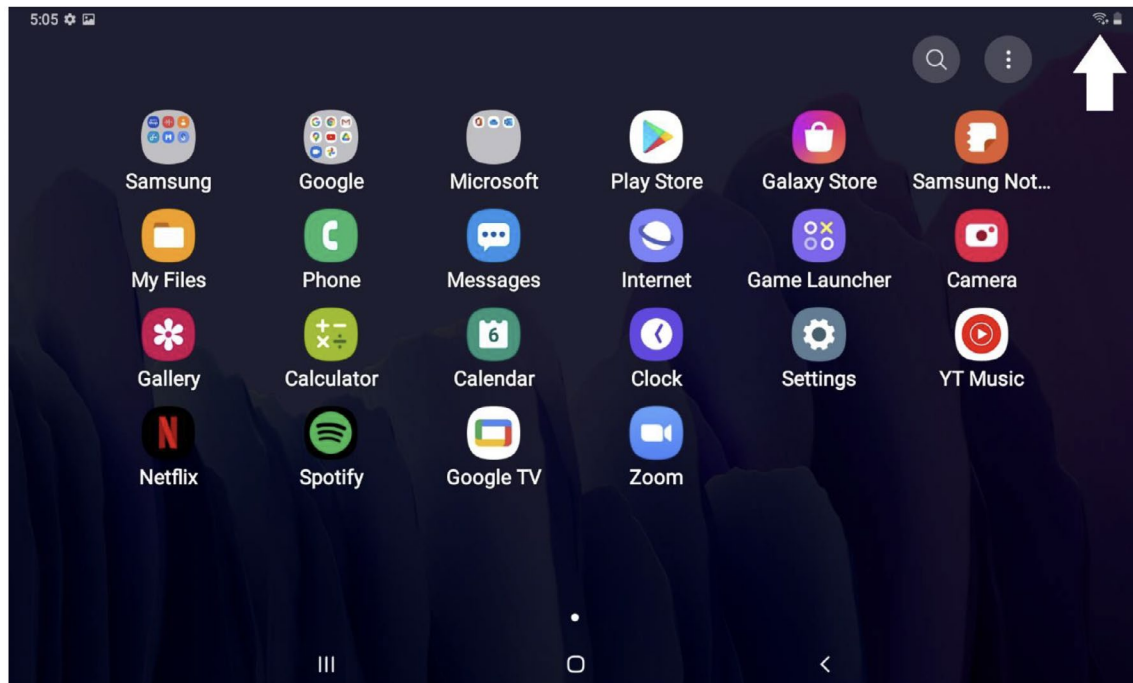 5:05
Samsung Google Microsoft Play Store Galaxy Store Samsung Not...
My Files Phone Messages Internet Game Launcher Camera
6
Gallery Calculator Calendar Clock Settings YT Music
N
Netflix Spotify Google TV Zoom